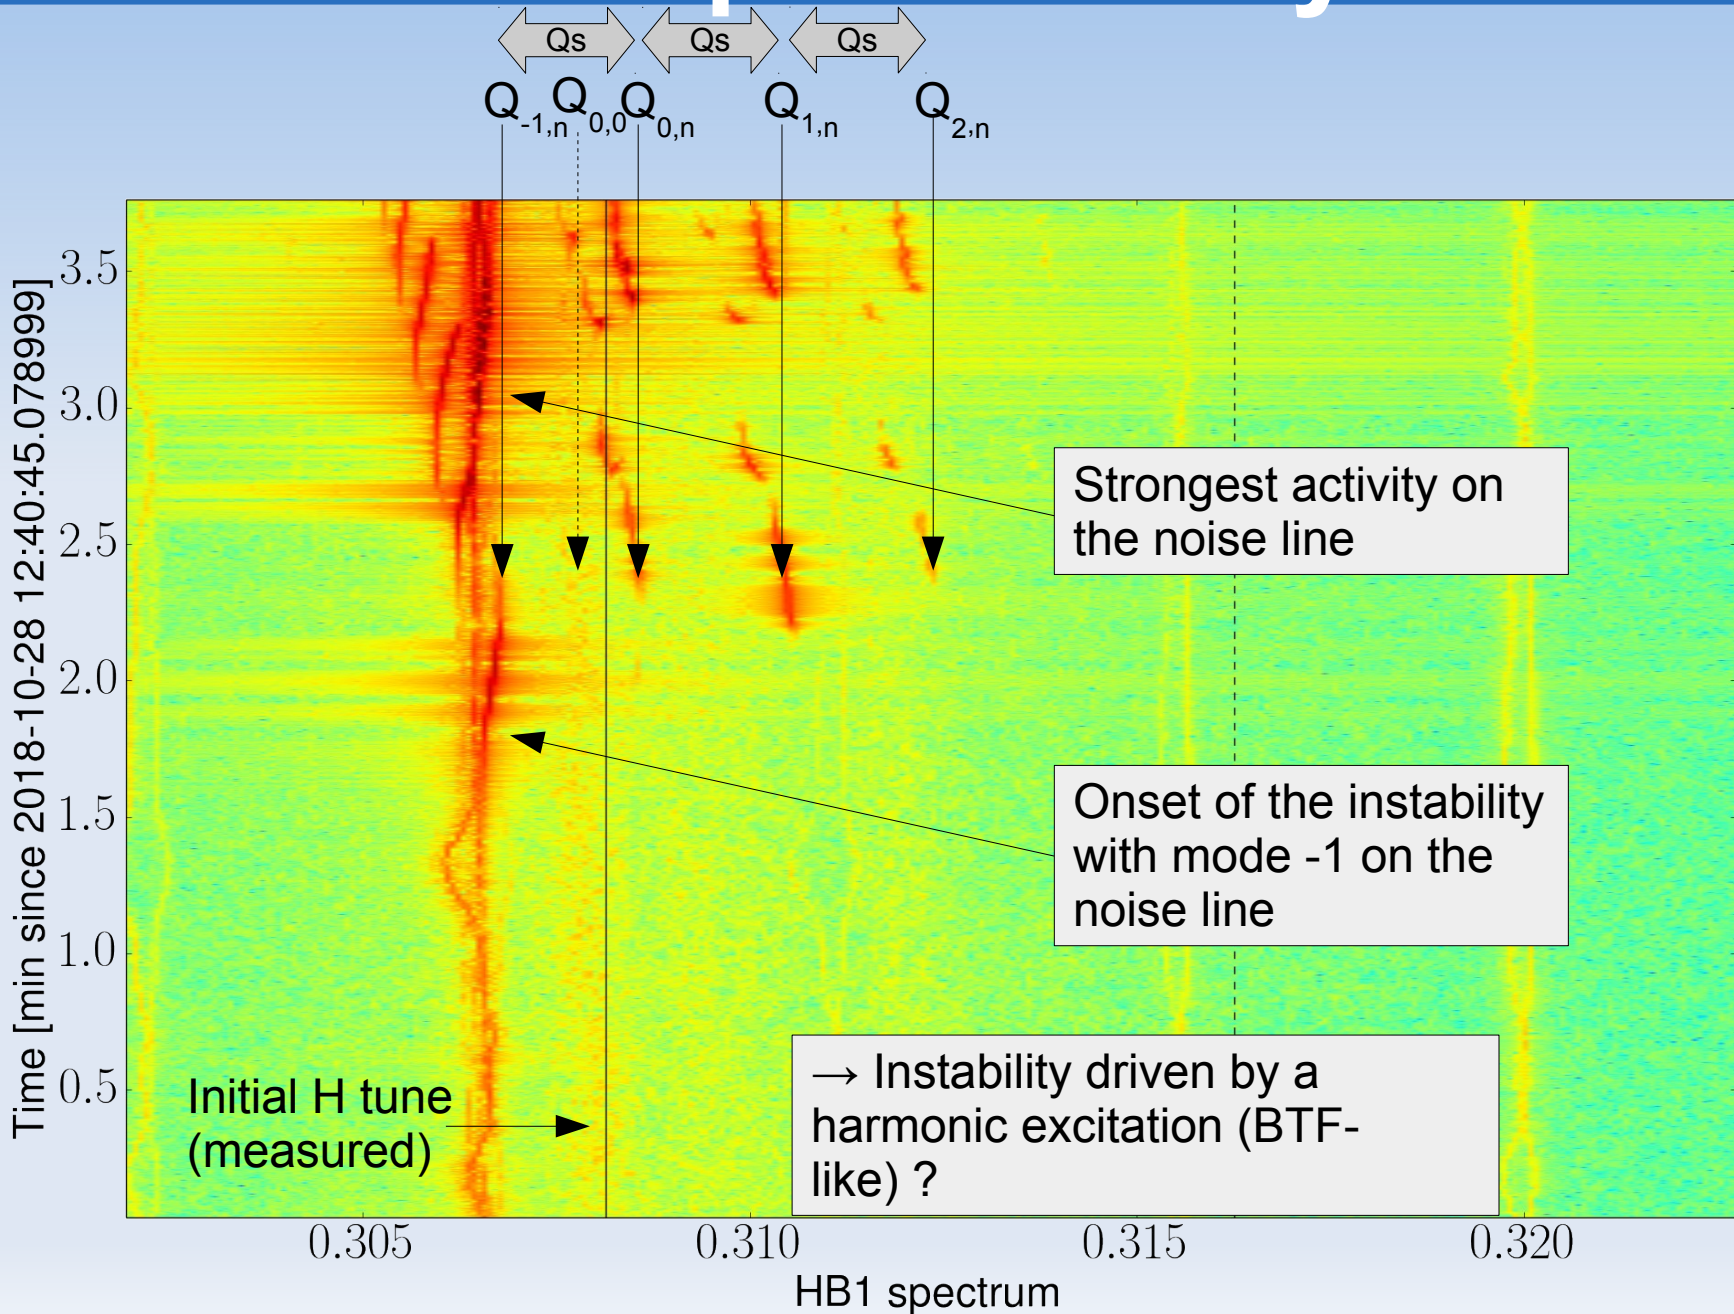 Qs Qs Qs
Q-1,n Q0,0 Q0,n Q1,n Q2,n
Time [min since 2018-10-28 12:40:45.078999]
3.5
3.0
2.5
2.0
1.5
1.0
0.5
Strongest activity on
the noise line
Onset of the instability
with mode -1 on the
noise line
Initial H tune
(measured)
→ Instability driven by a
harmonic excitation (BTF-
like) ?
0.305 0.310 0.315 0.320
HB1 spectrum